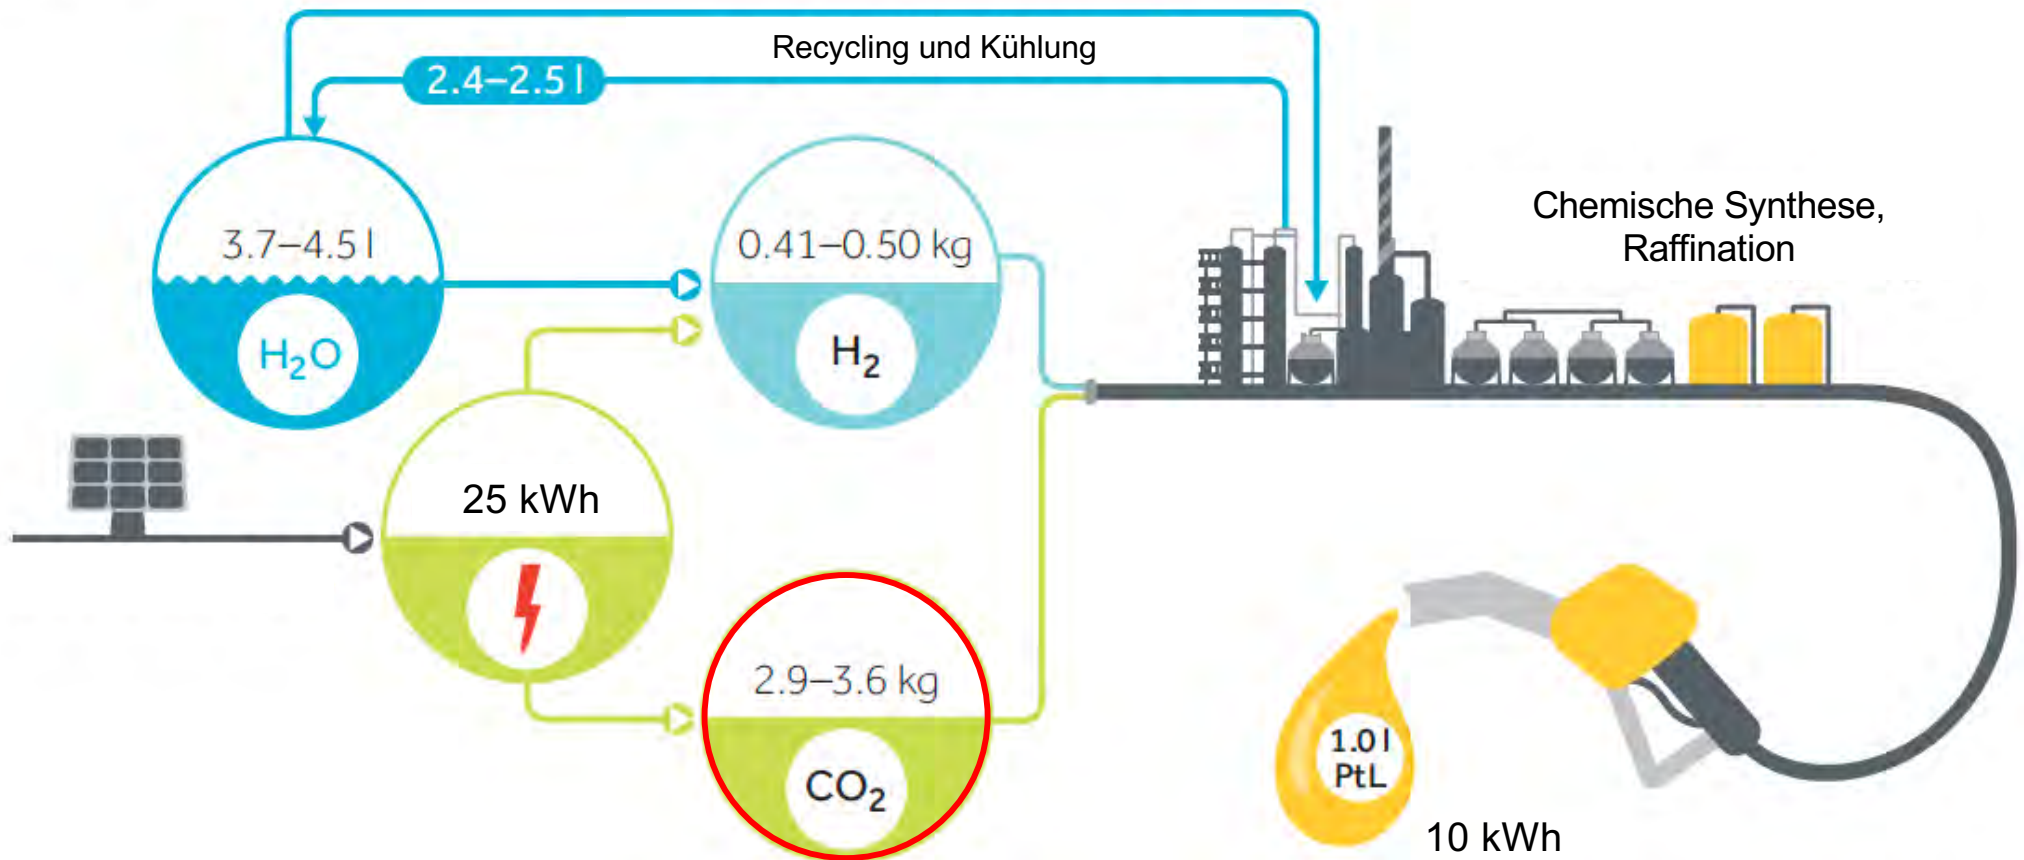 Recycling und Kühlung
2.4–2.5 l
3.7–4.5 l
H₂O
0.41–0.50 kg
H₂
Chemische Synthese,
Raffination
25 kWh
2.9–3.6 kg
CO₂
1.0 l
PtL
10 kWh